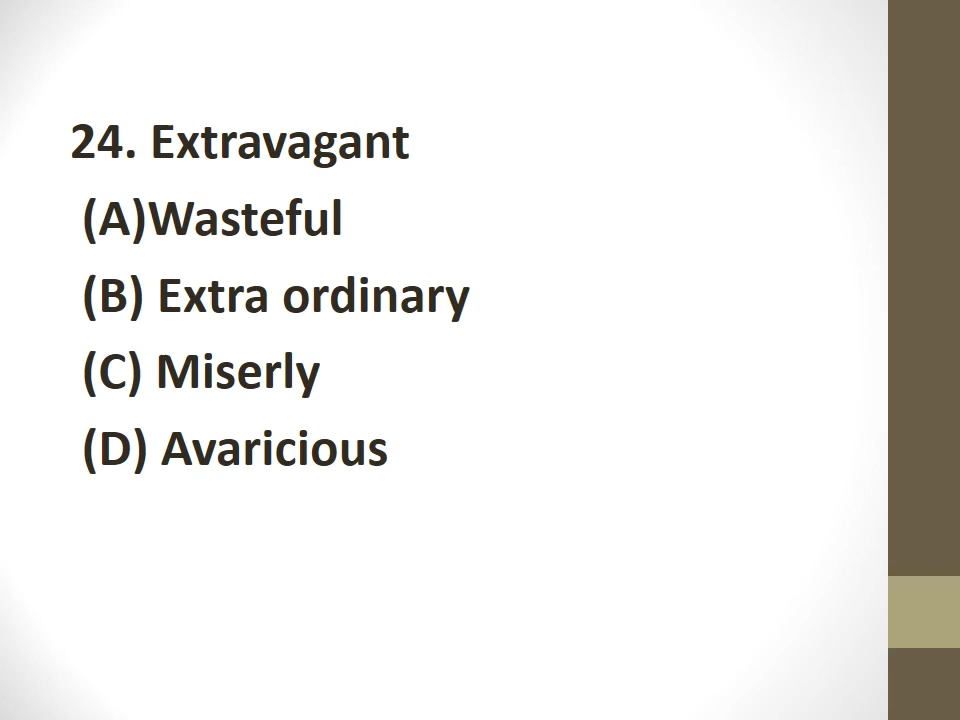 24. Extravagant
(A)Wasteful
(B) Extra ordinary
(C) Miserly
(D) Avaricious